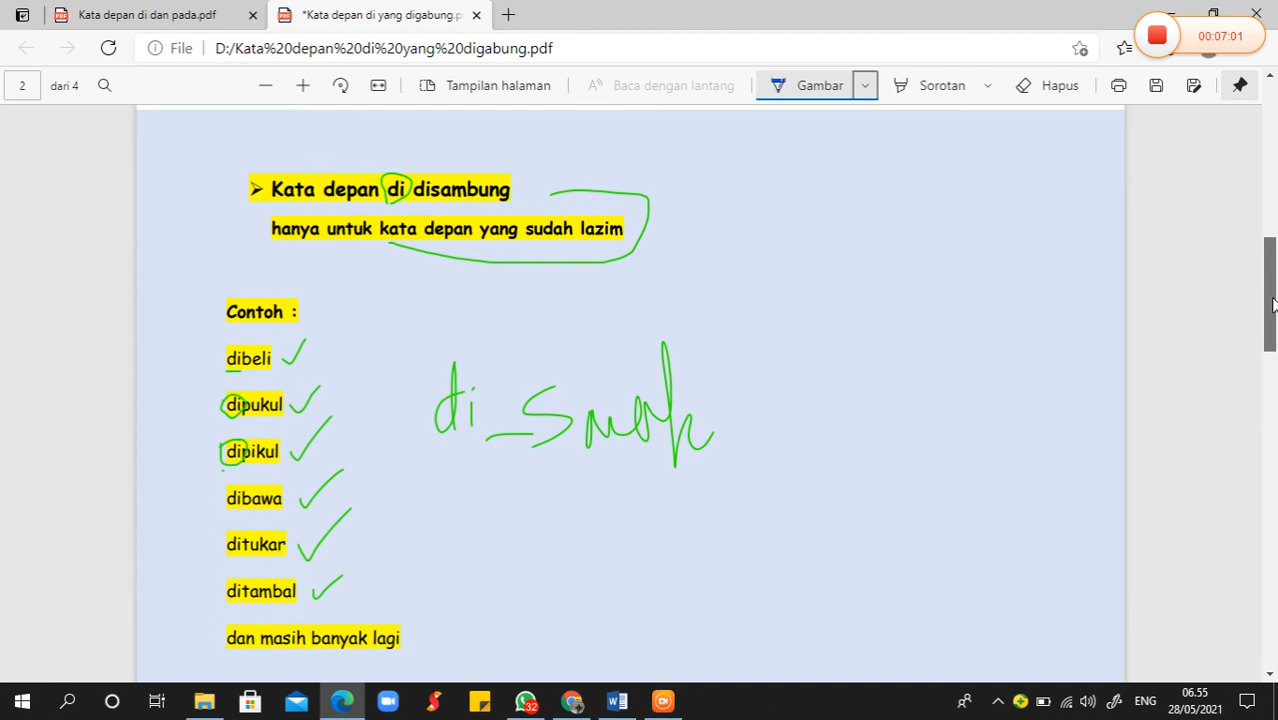 Kata depan di dan pada.pdf
*Kata depan di yang digabung.p
00:07:01
File
D:/Kata%20depan%20di%20yang%20digabung.pdf
2 dari 4
Tampilan halaman
Baca dengan lantang
Gambar
Sorotan
Hapus
➢ Kata depan di disambung
hanya untuk kata depan yang sudah lazim
Contoh :
dibeli
dipukul
dipikul
dibawa
ditukar
ditambal
dan masih banyak lagi
di
32
ENG
06.55
28/05/2021